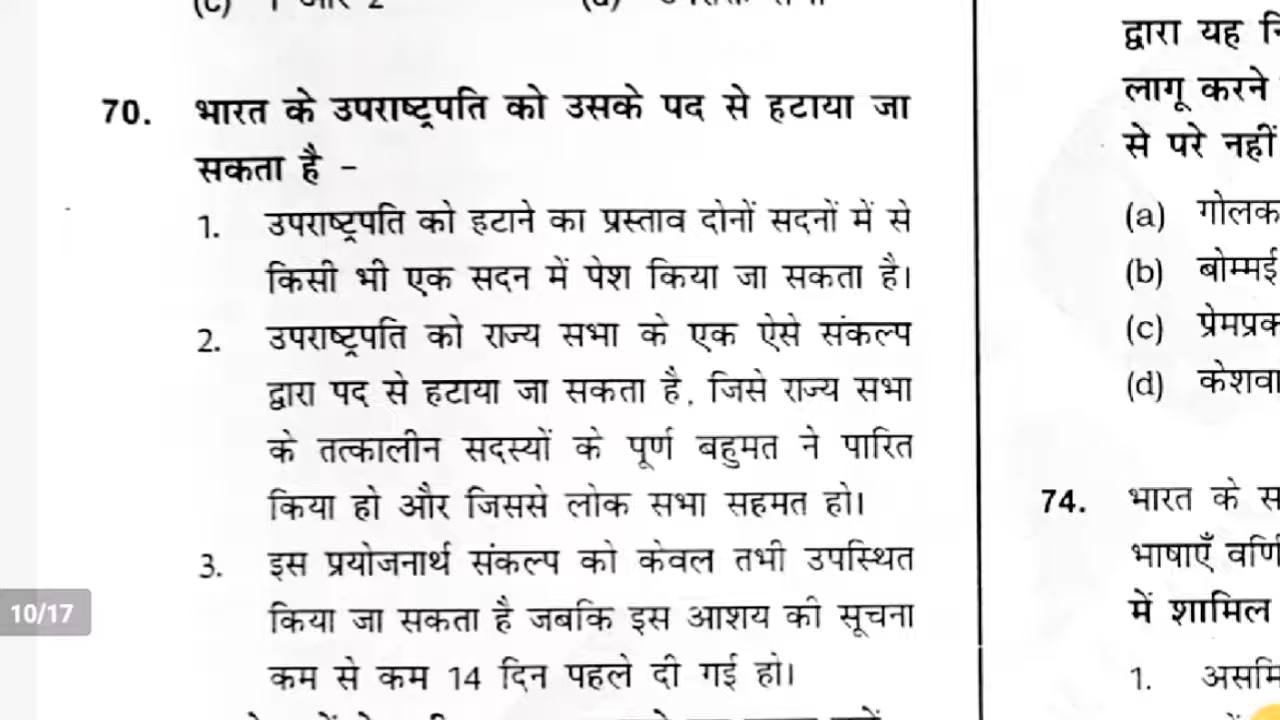 70. भारत के उपराष्ट्रपति को उसके पद से हटाया जा
सकता है -
1. उपराष्ट्रपति को हटाने का प्रस्ताव दोनों सदनों में से
किसी भी एक सदन में पेश किया जा सकता है।
2. उपराष्ट्रपति को राज्य सभा के एक ऐसे संकल्प
द्वारा पद से हटाया जा सकता है, जिसे राज्य सभा
के तत्कालीन सदस्यों के पूर्ण बहुमत ने पारित
किया हो और जिससे लोक सभा सहमत हो।
3. इस प्रयोजनार्थ संकल्प को केवल तभी उपस्थित
किया जा सकता है जबकि इस आशय की सूचना
कम से कम 14 दिन पहले दी गई हो।
10/17
द्वारा यह
लागू करने
से परे नहीं
(a) गोलक
(b) बोम्मई
(c) प्रेमप्रक
(d) केशवा
74. भारत के स
भाषाएँ वर्णि
में शामिल
1. असमि